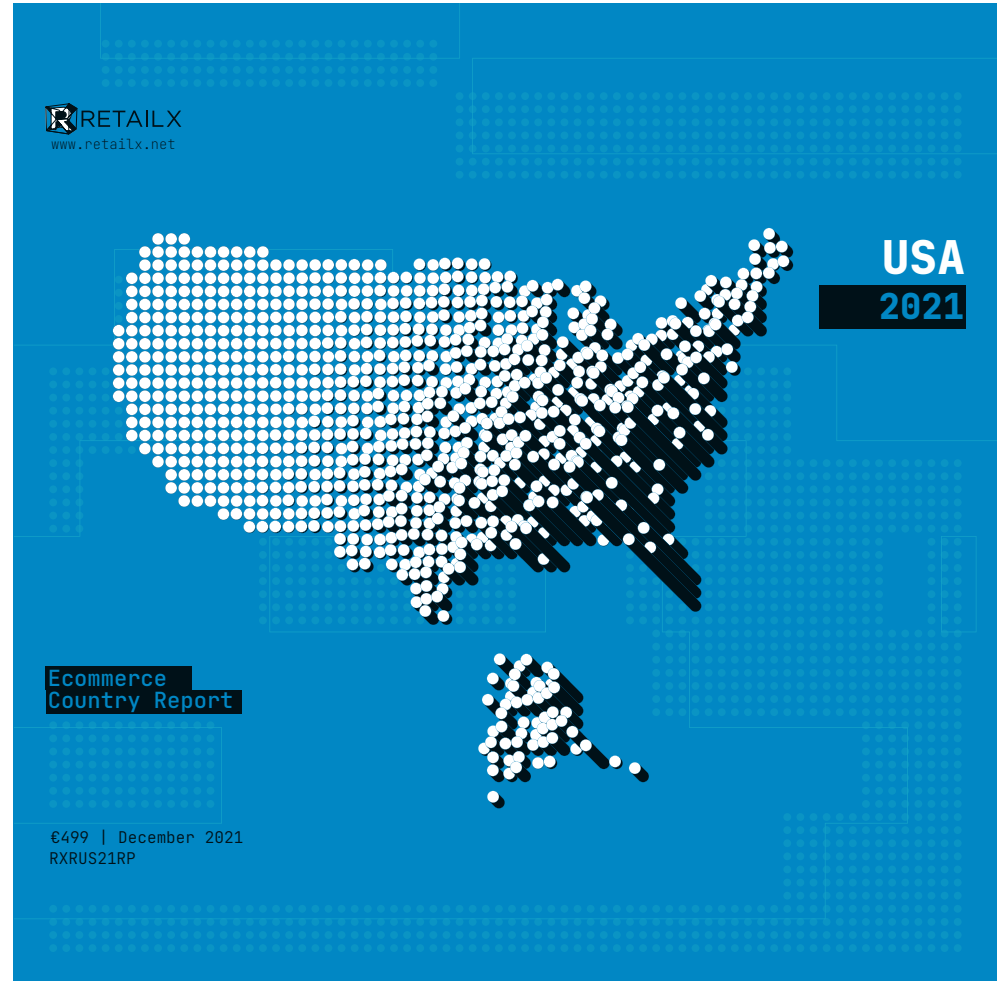 RETAILX
www.retailx.net
USA
2021
Ecommerce
Country Report
€499 | December 2021
RXRUS21RP